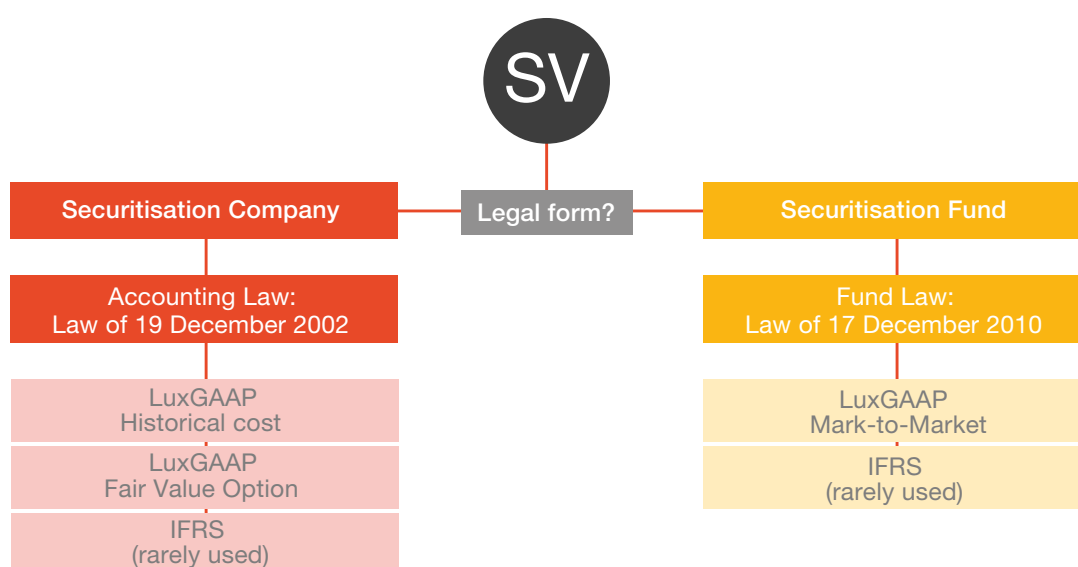 SV
Securitisation Company
Legal form?
Securitisation Fund
Accounting Law:
Law of 19 December 2002
Fund Law:
Law of 17 December 2010
LuxGAAP
Historical cost
LuxGAAP
Mark-to-Market
LuxGAAP
Fair Value Option
IFRS
(rarely used)
IFRS
(rarely used)